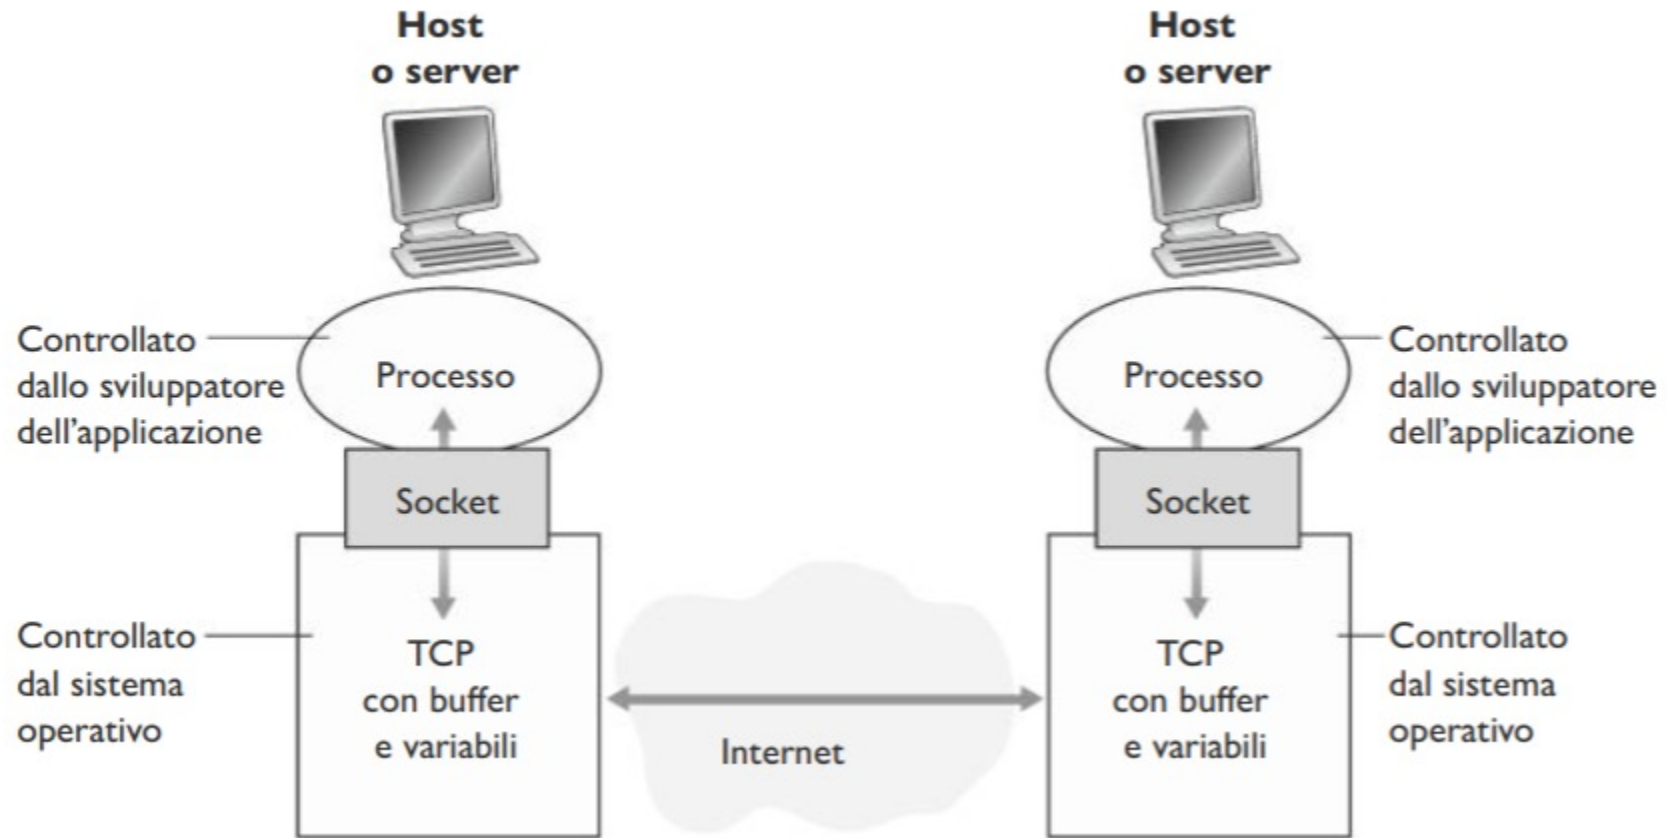 Host
o server
Host
o server
Controllato
dallo sviluppatore
dell'applicazione
Processo
Processo
Controllato
dallo sviluppatore
dell'applicazione
Socket
Socket
Controllato
dal sistema
operativo
TCP
con buffer
e variabili
Internet
TCP
con buffer
e variabili
Controllato
dal sistema
operativo